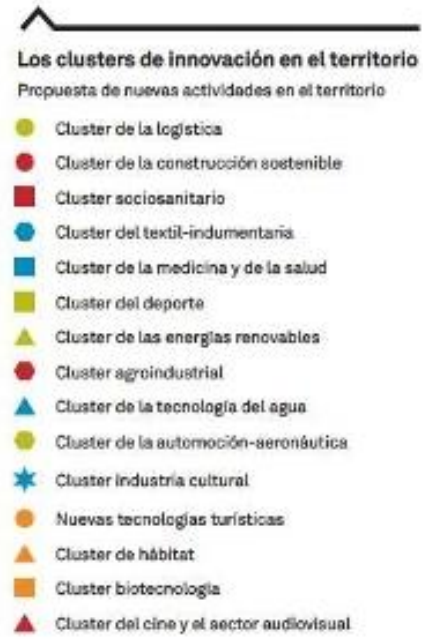 Los clusters de innovación en el territorio
Propuesta de nuevas actividades en el territorio
Cluster de la logística
Cluster de la construcción sostenible
Cluster sociosanitario
Cluster del textil-indumentaria
Cluster de la medicina y de la salud
Cluster del deporte
Cluster de las energías renovables
Cluster agroindustrial
Cluster de la tecnología del agua
Cluster de la automoción-aeronáutica
Cluster industria cultural
Nuevas tecnologías turísticas
Cluster de hábitat
Cluster biotecnología
Cluster del cine y el sector audiovisual